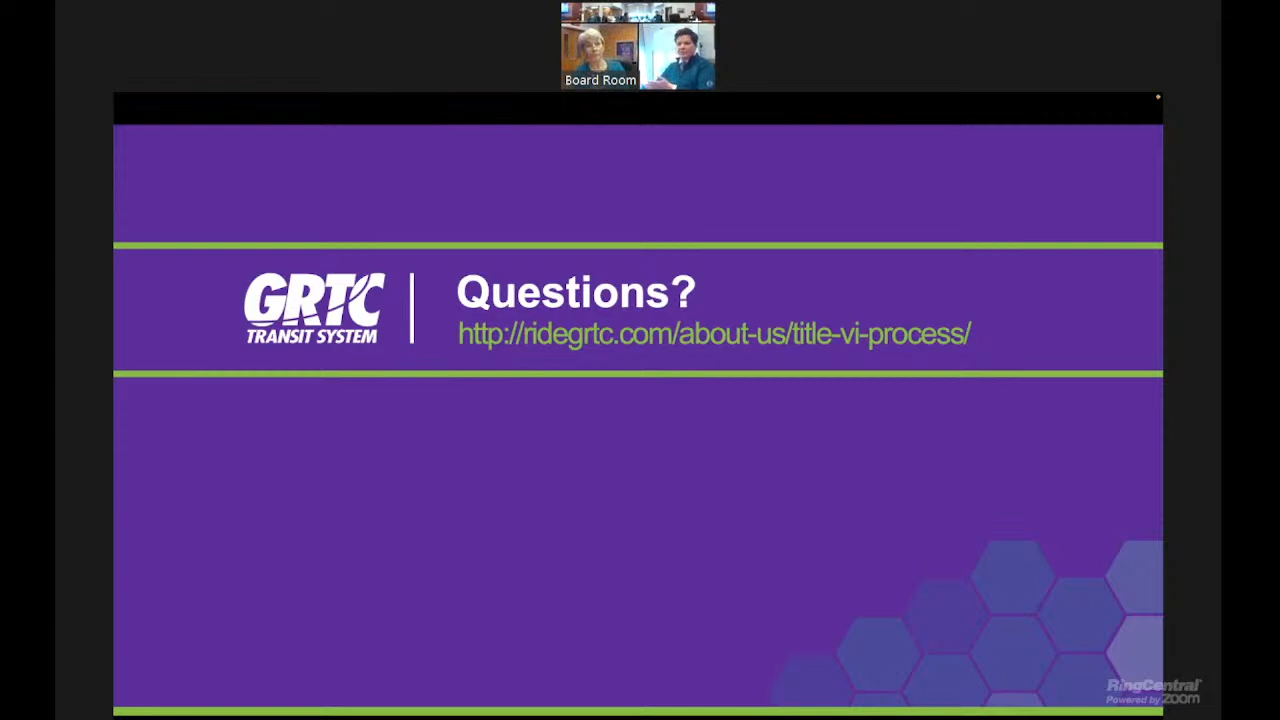 Board Room
GRTC
TRANSIT SYSTEM
Questions?
http://ridegrtc.com/about-us/title-vi-process/
RingCentral
Powered by zoom